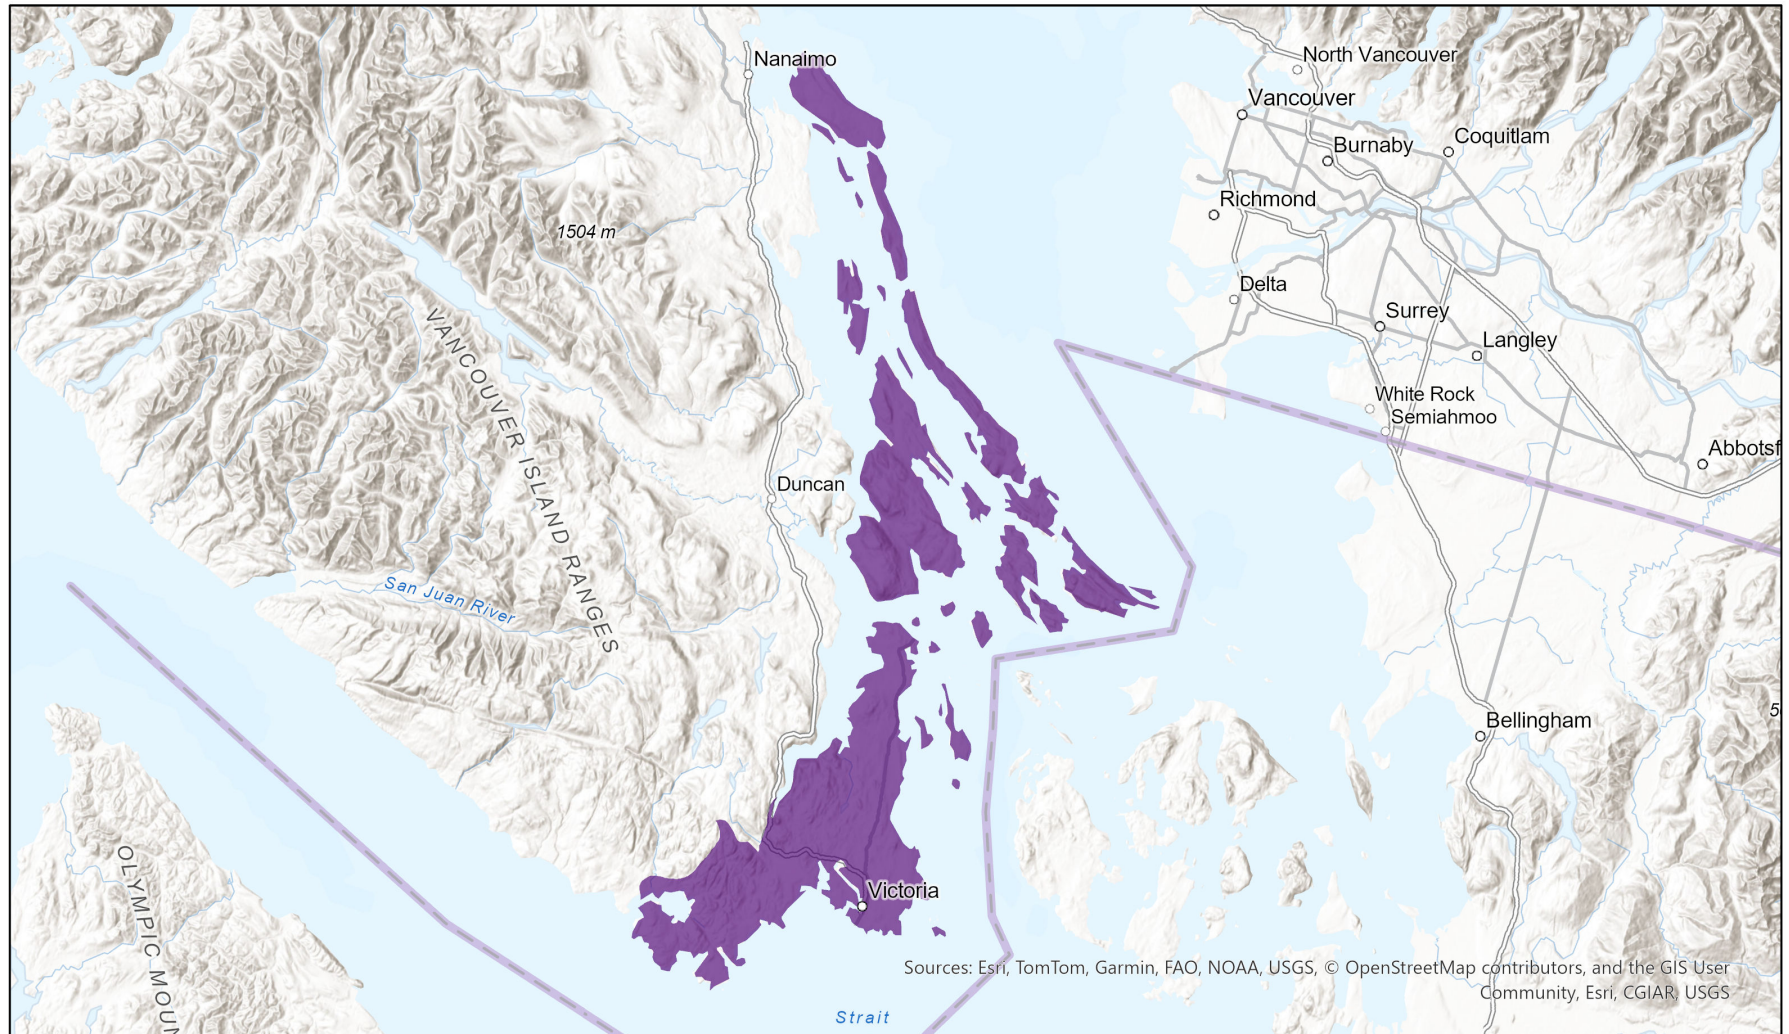 Nanaimo
North Vancouver
Vancouver
Coquitlam
Burnaby
Richmond
1504 m
Delta
Surrey
Langley
VANCOUVER ISLAND RANGES
White Rock
Semiahmoo
Abbotsf
Duncan
San Juan River
5
Bellingham
OLYMPIC MOUN
Victoria
Sources: Esri, TomTom, Garmin, FAO, NOAA, USGS, © OpenStreetMap contributors, and the GIS User
Community, Esri, CGIAR, USGS
Strait